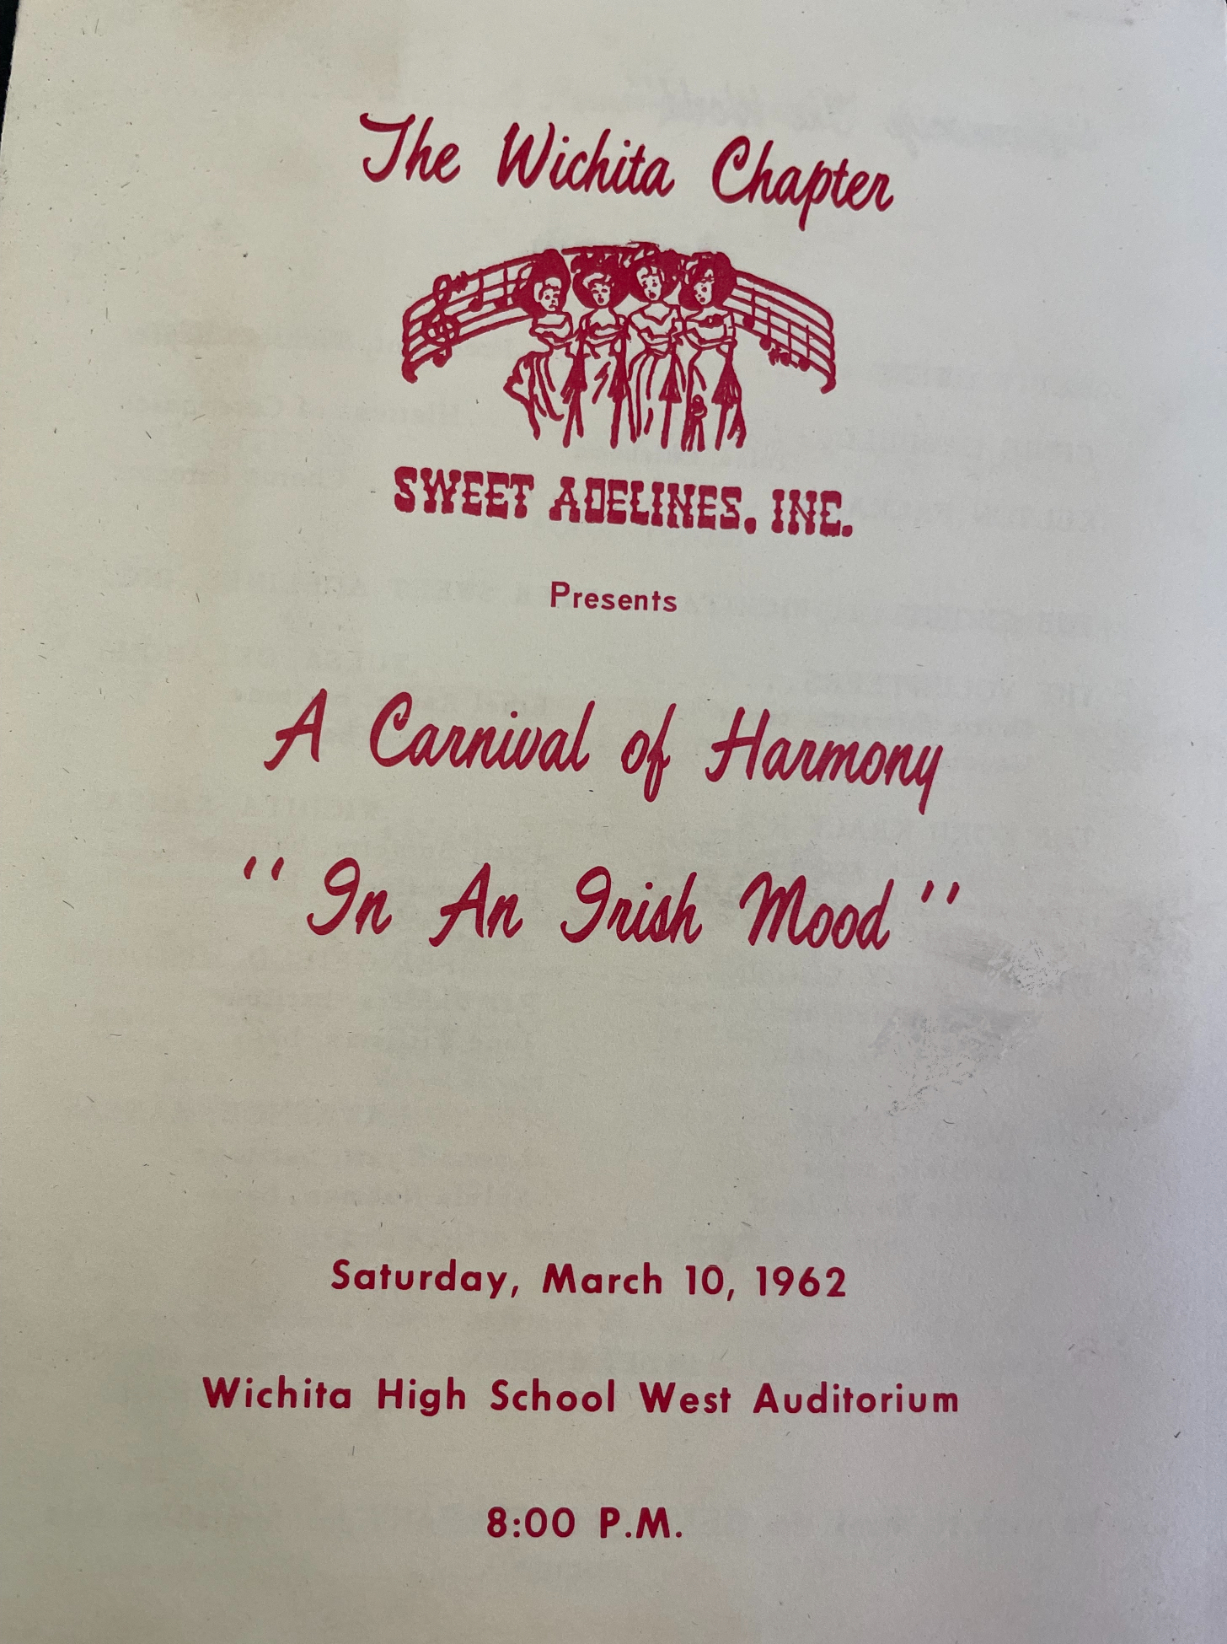 The Wichita Chapter
SWEET ADELINES, INC.
Presents
A Carnival of Harmony
" In An Irish Mood "
Saturday, March 10, 1962
Wichita High School West Auditorium
8:00 P.M.